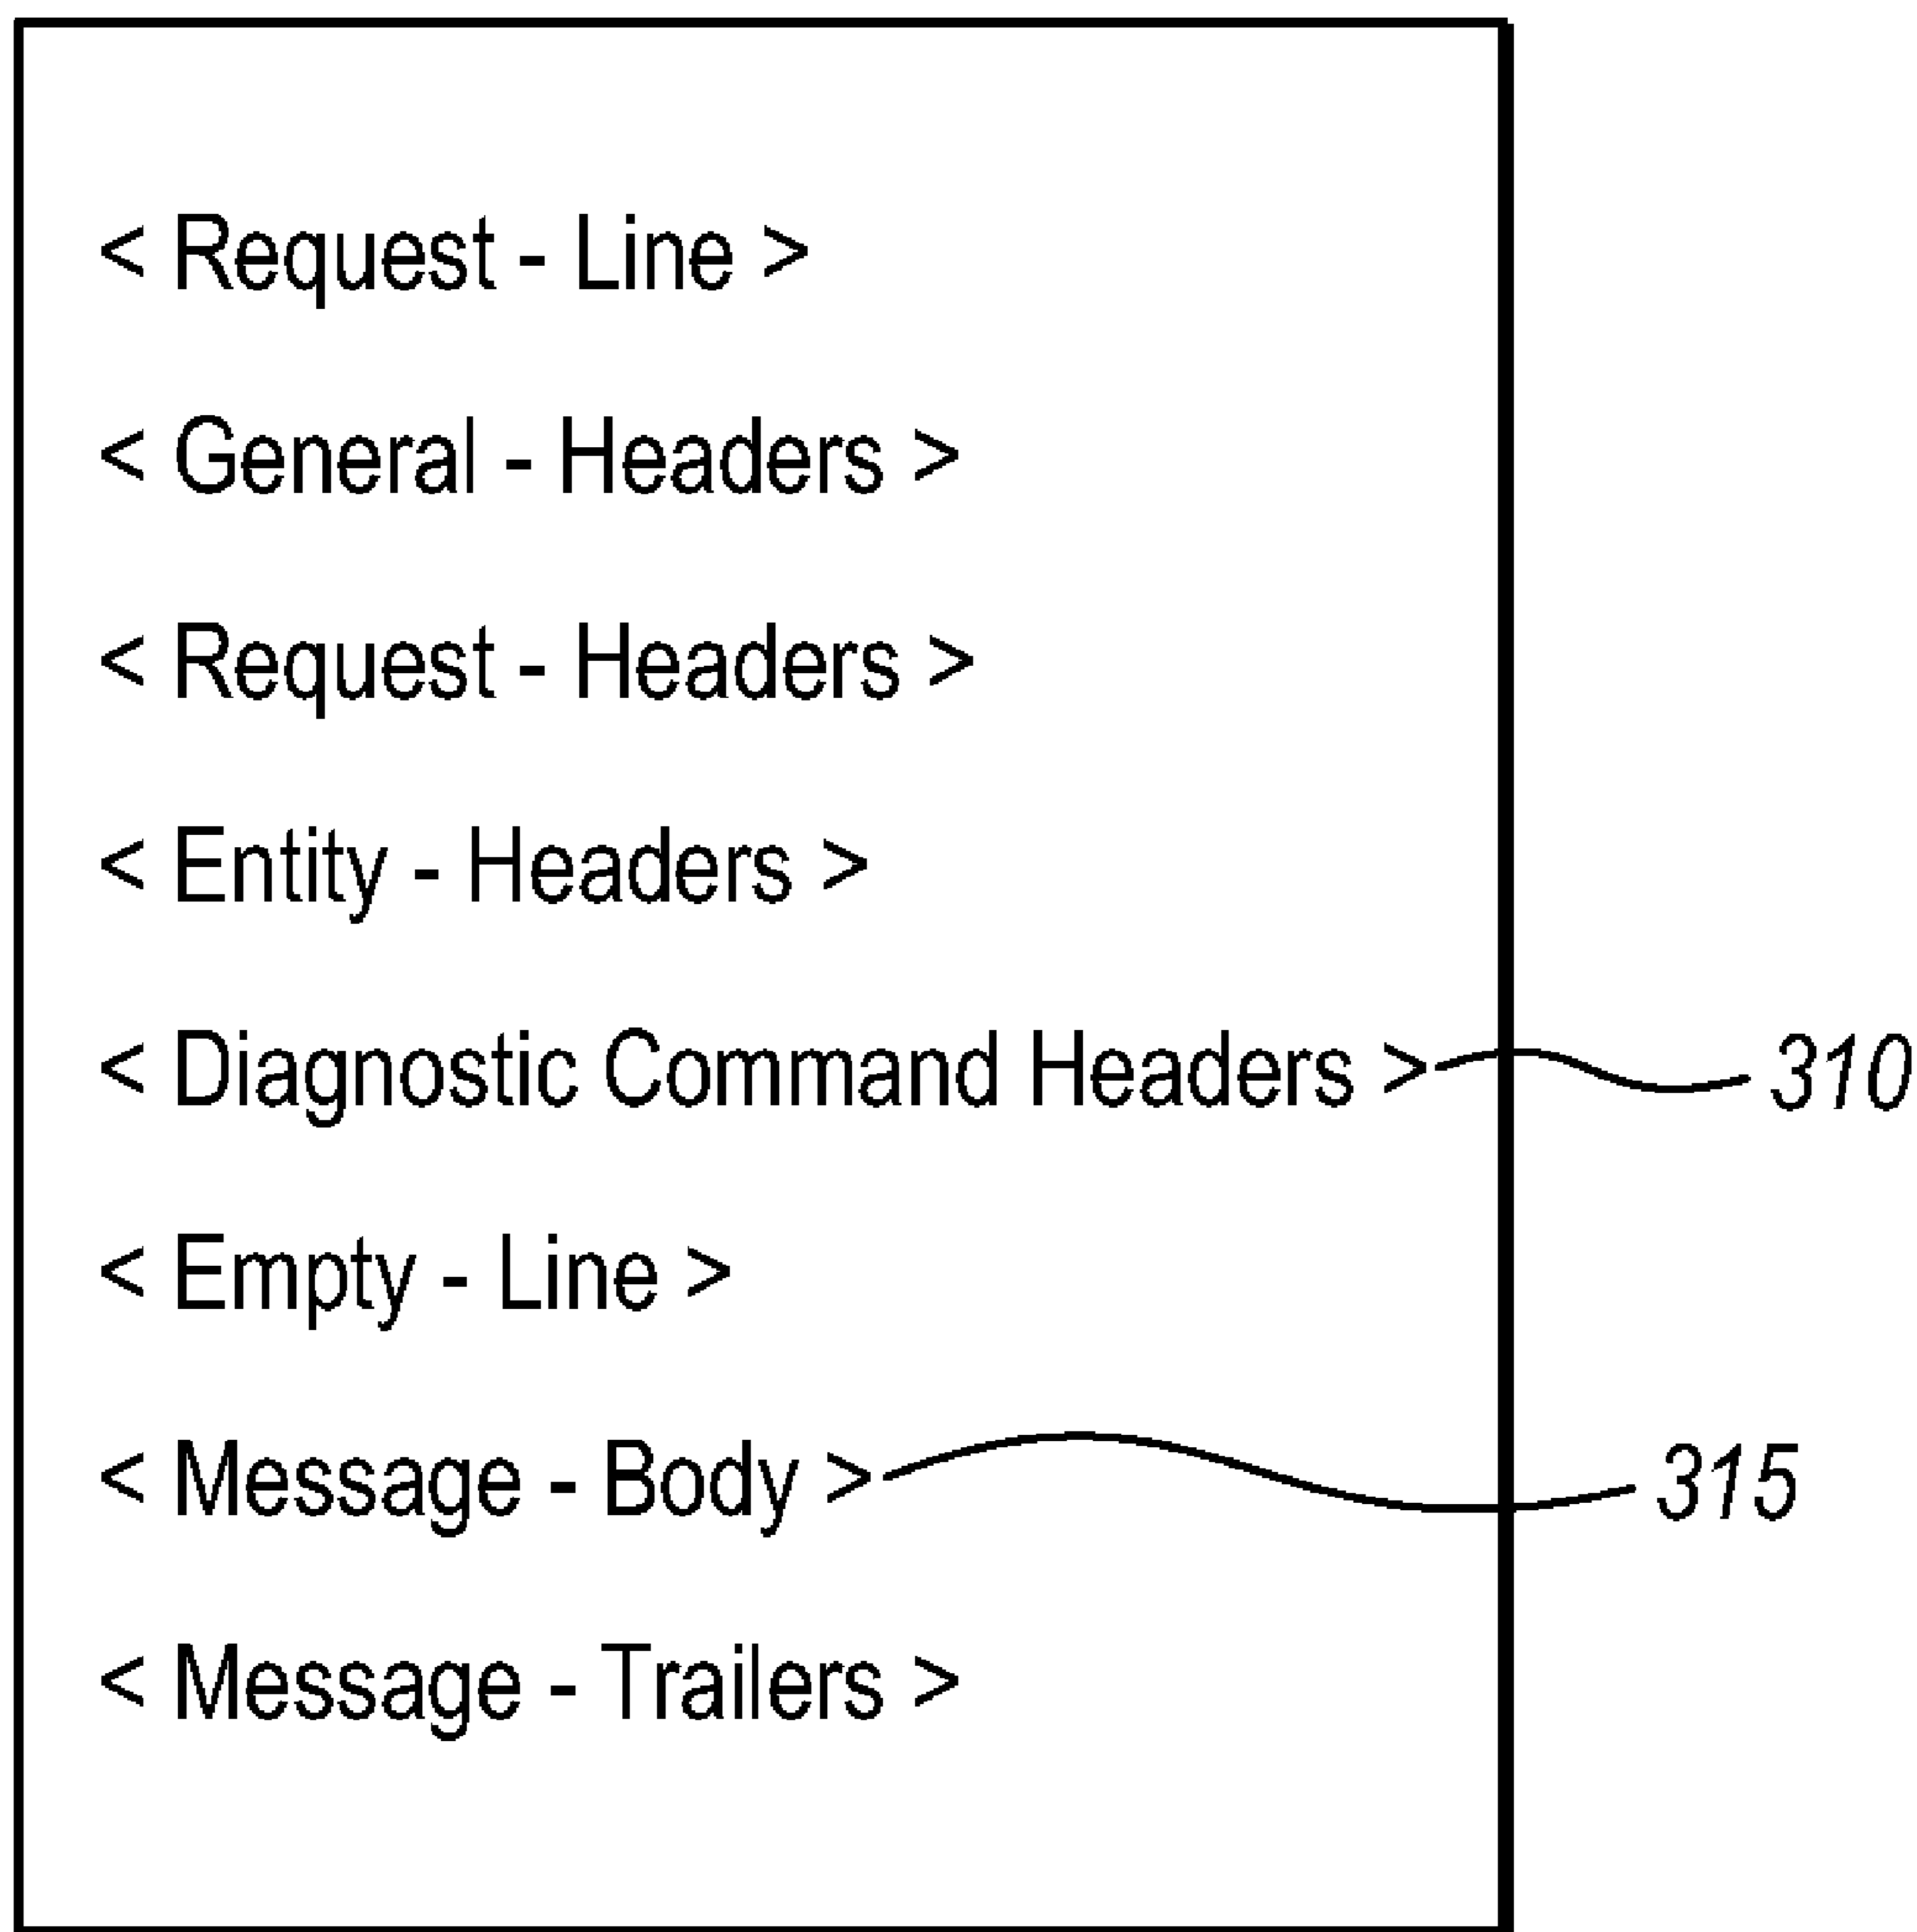 < Request - Line >
< General - Headers >
< Request - Headers >
< Entity - Headers >
< Diagnostic Command Headers > 310
< Empty - Line >
< Message - Body > 315
< Message - Trailers >